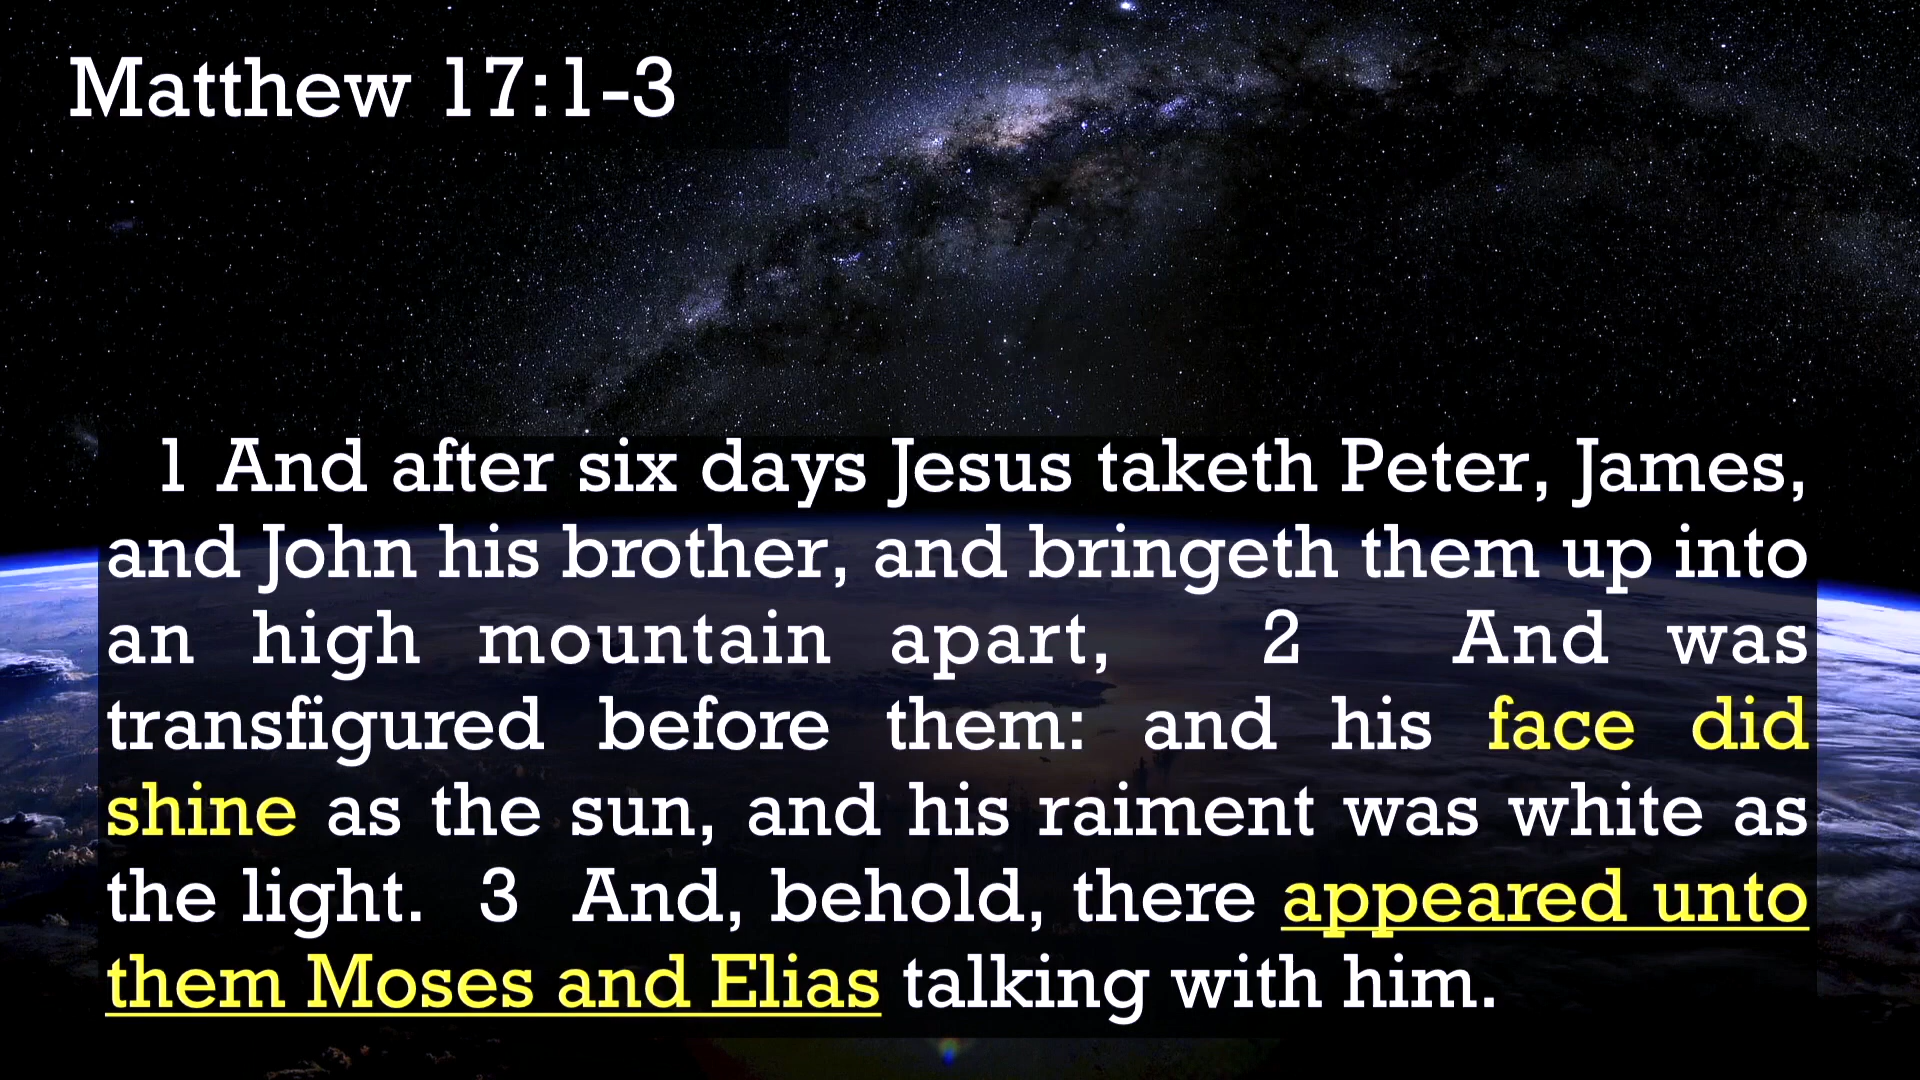 Matthew 17:1-3
1 And after six days Jesus taketh Peter, James,
and John his brother, and bringeth them up into
an high mountain apart, 2 And was
transfigured before them: and his face did
shine as the sun, and his raiment was white as
the light. 3 And, behold, there appeared unto
them Moses and Elias talking with him.